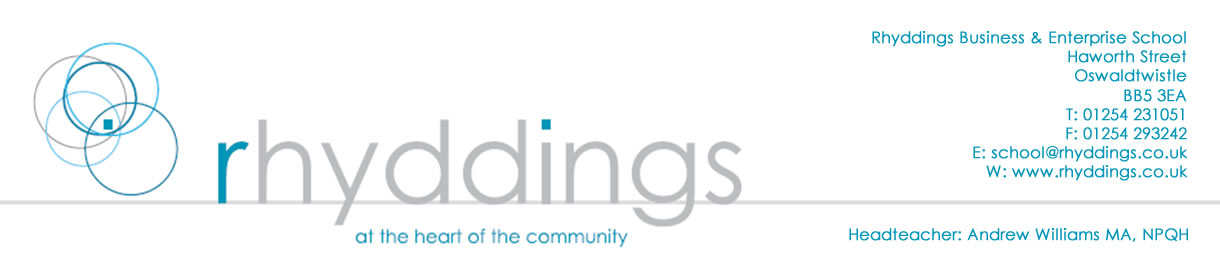 rhyddings
at the heart of the community
Rhyddings Business & Enterprise School
Haworth Street
Oswaldtwistle
BB5 3EA
T: 01254 231051
F: 01254 293242
E: school@rhyddings.co.uk
W: www.rhyddings.co.uk
Headteacher: Andrew Williams MA, NPQH